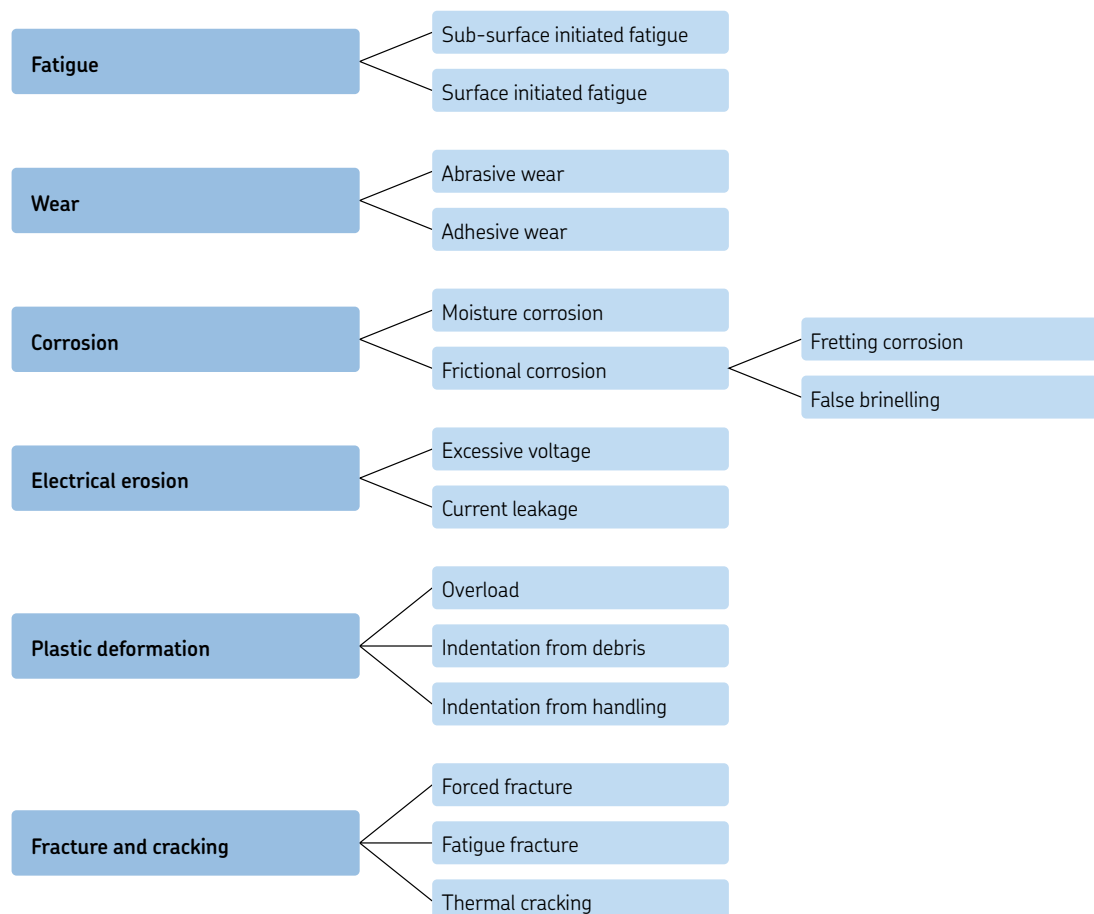 Fatigue
Sub-surface initiated fatigue
Surface initiated fatigue
Wear
Abrasive wear
Adhesive wear
Corrosion
Moisture corrosion
Frictional corrosion
Fretting corrosion
False brinelling
Electrical erosion
Excessive voltage
Current leakage
Plastic deformation
Overload
Indentation from debris
Indentation from handling
Fracture and cracking
Forced fracture
Fatigue fracture
Thermal cracking